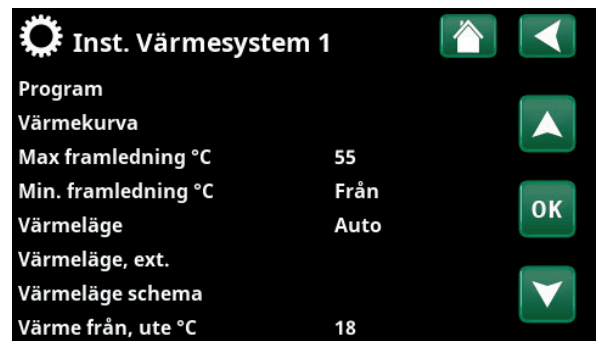 Inst. Värmesystem 1
Program
Värmekurva
Max framledning °C 55
Min. framledning °C Från
Värmeläge Auto
OK
Värmeläge, ext.
Värmeläge schema
Värme från, ute °C 18